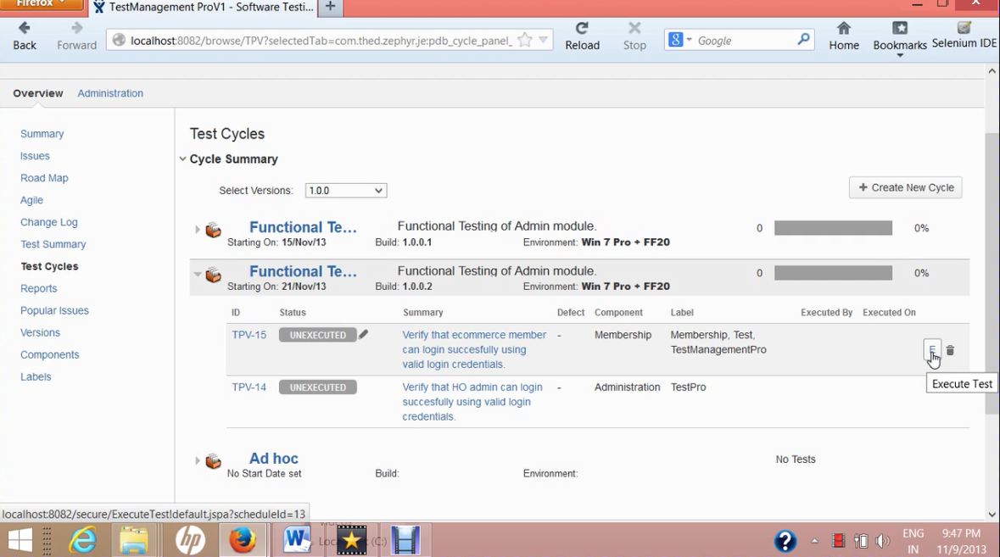 Firefox
TestManagement ProV1 - Software Testi...
+
Back
Forward
localhost:8082/browse/TPV?selectedTab=com.thed.zephyr.je:pdb_cycle_panel_
Reload
Stop
8
Google
Home
Bookmarks
Selenium IDE
Overview
Administration
Summary
Issues
Road Map
Agile
Change Log
Test Summary
Test Cycles
Reports
Popular Issues
Versions
Components
Labels
Test Cycles
Cycle Summary
Select Versions: 1.0.0
+ Create New Cycle
Functional Te... Functional Testing of Admin module. 0 0%
Starting On: 15/Nov/13 Build: 1.0.0.1 Environment: Win 7 Pro + FF20
Functional Te... Functional Testing of Admin module. 0 0%
Starting On: 21/Nov/13 Build: 1.0.0.2 Environment: Win 7 Pro + FF20
ID Status Summary Defect Component Label Executed By Executed On
TPV-15 UNEXECUTED Verify that ecommerce member - Membership Membership, Test,
can login succesfully using TestManagementPro
valid login credentials.
E
Execute Test
TPV-14 UNEXECUTED Verify that HO admin can login - Administration TestPro
succesfully using valid login
credentials.
Ad hoc No Tests
No Start Date set Build: Environment:
localhost:8082/secure/ExecuteTest!default.jspa?scheduleId=13
hp
W
(C:)
?
ENG 9:47 PM
IN 11/9/2013